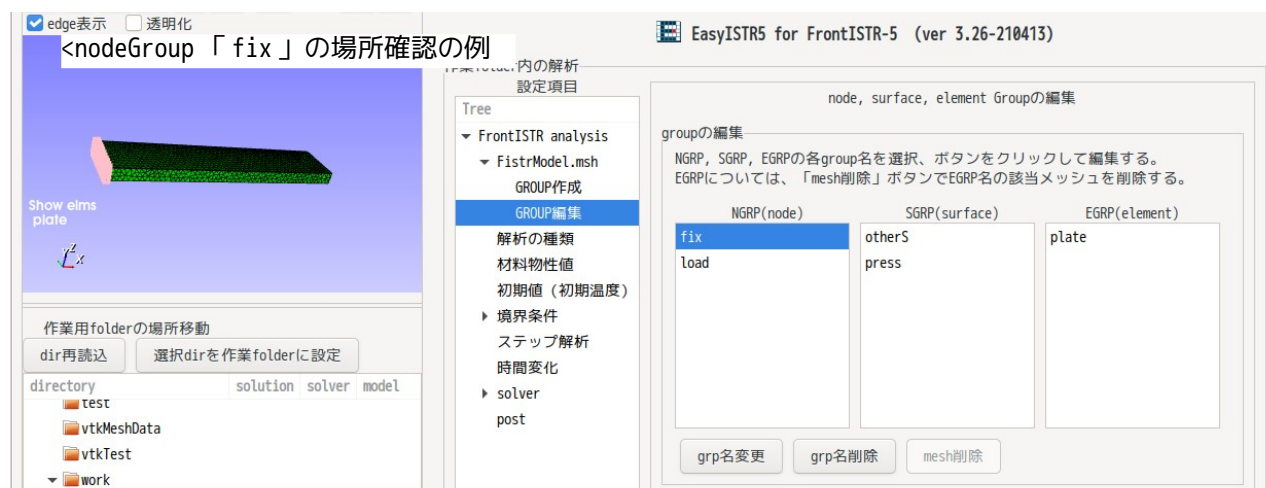 edge表示 透明化
<nodeGroup「fix」の場所確認の例
Show elms
plate
Z
Y
X
作業用folderの場所移動
dir再読込 選択dirを作業folderに設定
directory solution solver model
test
vtkMeshData
vtkTest
work
EasyISTR5 for FrontISTR-5 (ver 3.26-210413)
作業folder内の解析
設定項目
Tree
FrontISTR analysis
FistrModel.msh
GROUP作成
GROUP編集
解析の種類
材料物性値
初期値（初期温度）
境界条件
ステップ解析
時間変化
solver
post
node, surface, element Groupの編集
groupの編集
NGRP, SGRP, EGRPの各group名を選択、ボタンをクリックして編集する。
EGRPについては、「mesh削除」ボタンでEGRP名の該当メッシュを削除する。
NGRP(node) SGRP(surface) EGRP(element)
fix otherS plate
load press
grp名変更 grp名削除 mesh削除